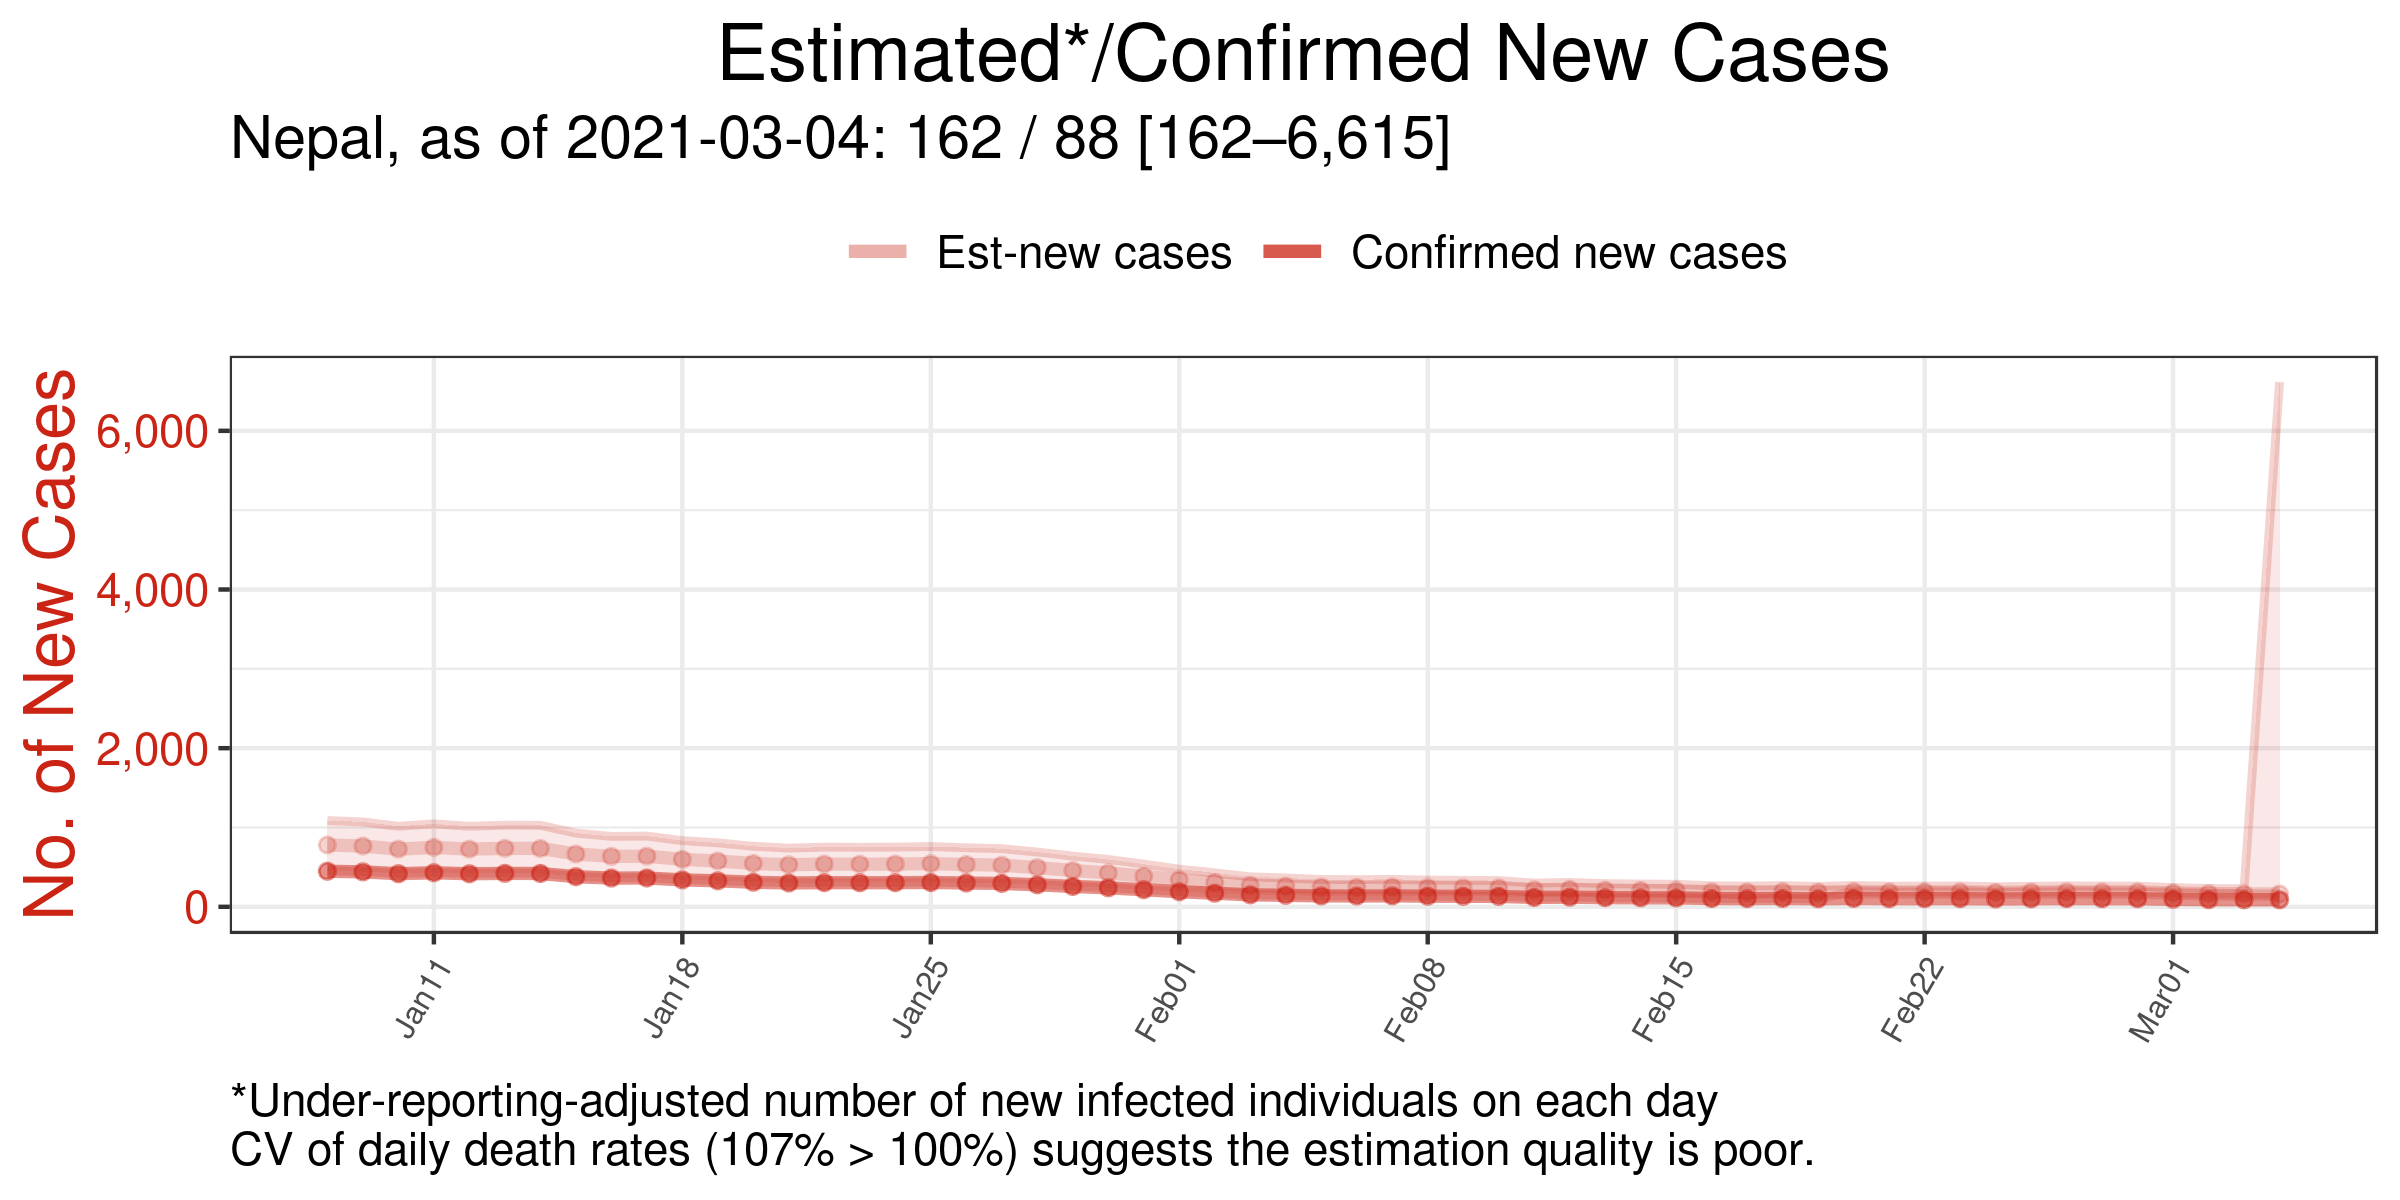 Estimated*/Confirmed New Cases
Nepal, as of 2021-03-04: 162 / 88 [162–6,615]
Est-new cases Confirmed new cases
No. of New Cases
6,000
4,000
2,000
0
Jan11 Jan18 Jan25 Feb01 Feb08 Feb15 Feb22 Mar01
*Under-reporting-adjusted number of new infected individuals on each day
CV of daily death rates (107% > 100%) suggests the estimation quality is poor.